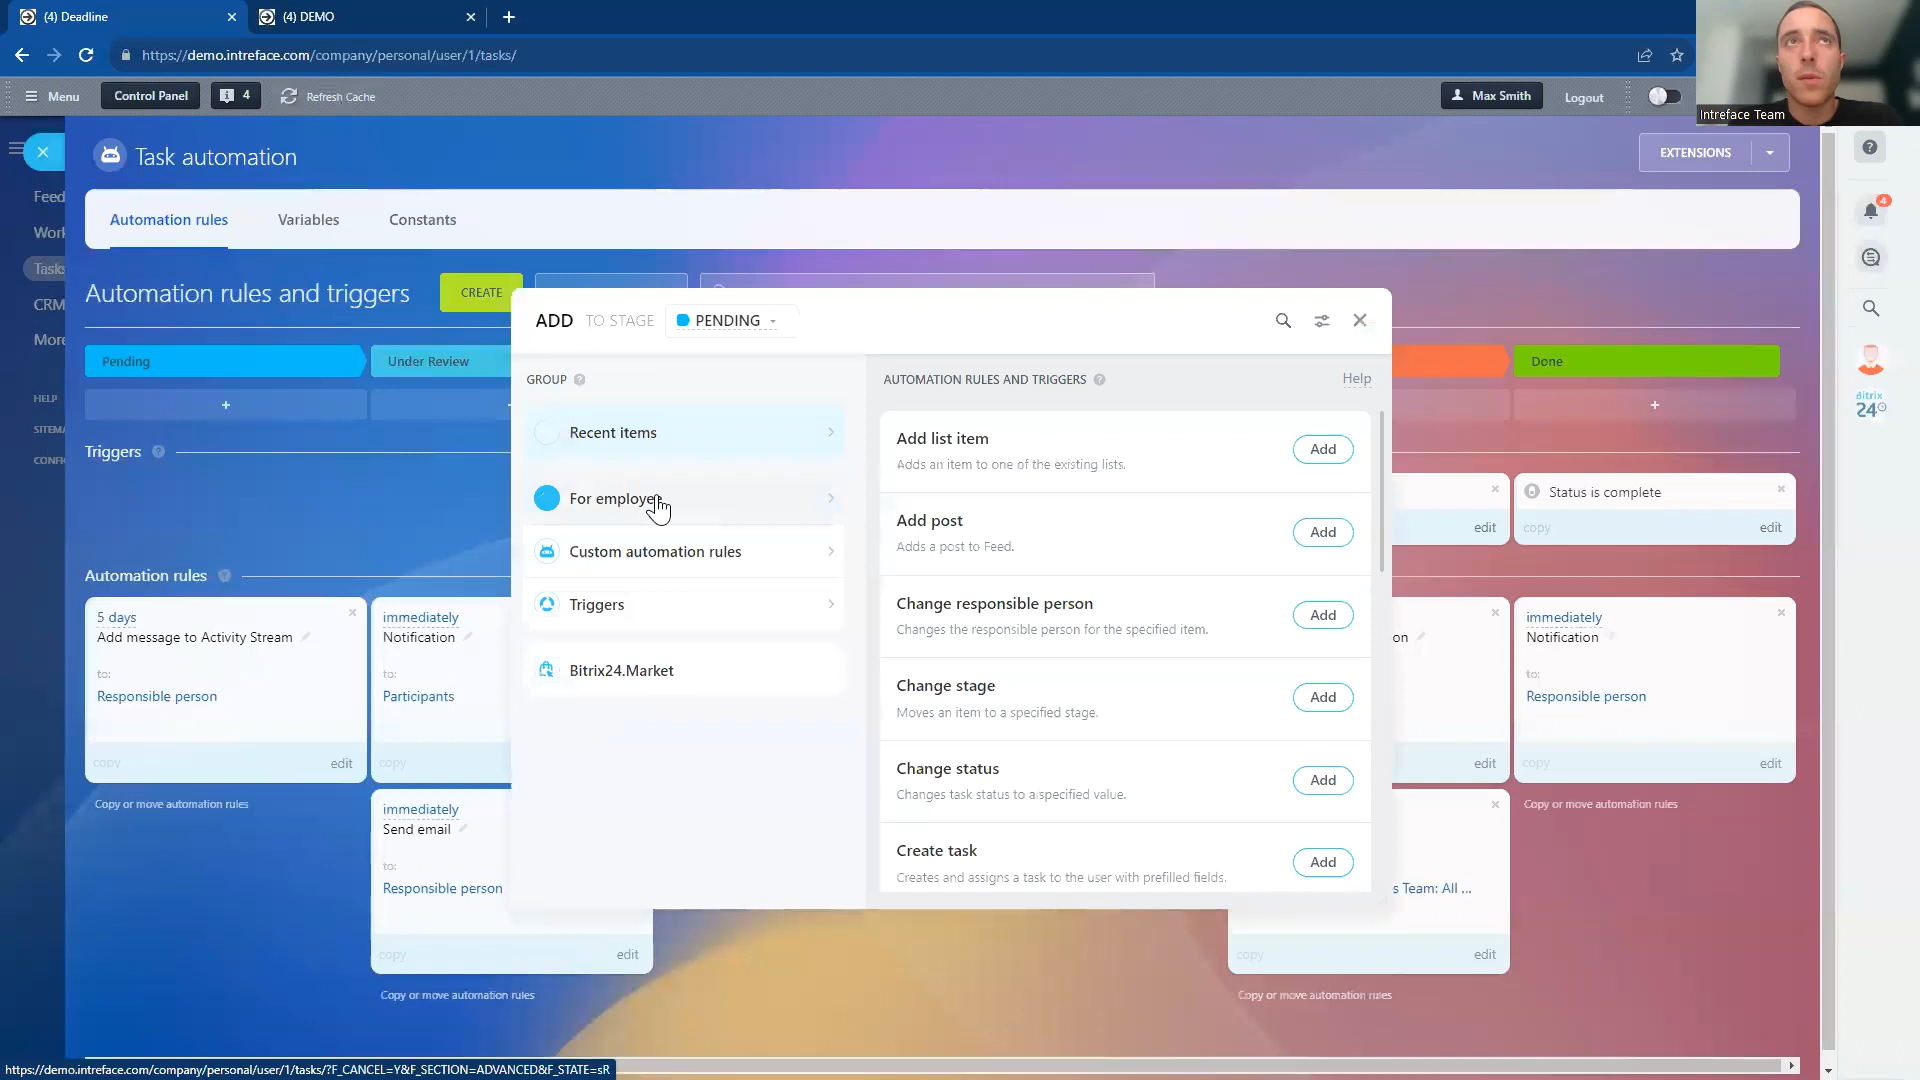 (4) Deadline
(4) DEMO
https://demo.intreface.com/company/personal/user/1/tasks/
Menu
Control Panel
4
Refresh Cache
Max Smith
Logout
Intreface Team
Task automation
EXTENSIONS
Automation rules
Variables
Constants
Feed
Work
Tasks
CRM
More
HELP
SITEMA
CONFI
Automation rules and triggers
CREATE
ADD TO STAGE PENDING
Pending
Under Review
Done
GROUP
AUTOMATION RULES AND TRIGGERS
Help
Recent items
For employe
Custom automation rules
Triggers
Bitrix24.Market
Add list item
Adds an item to one of the existing lists.
Add
Add post
Adds a post to Feed.
Add
Change responsible person
Changes the responsible person for the specified item.
Add
Change stage
Moves an item to a specified stage.
Add
Change status
Changes task status to a specified value.
Add
Create task
Creates and assigns a task to the user with prefilled fields.
Add
Triggers
Automation rules
5 days
Add message to Activity Stream
to:
Responsible person
copy
edit
Copy or move automation rules
immediately
Notification
to:
Participants
copy
immediately
Send email
to:
Responsible person
copy
edit
Copy or move automation rules
edit
on
edit
s Team: All ...
copy
edit
Copy or move automation rules
Status is complete
copy
edit
immediately
Notification
to:
Responsible person
copy
edit
Copy or move automation rules
4
Bitrix
24
https://demo.intreface.com/company/personal/user/1/tasks/?F_CANCEL=Y&F_SECTION=ADVANCED&F_STATE=sR